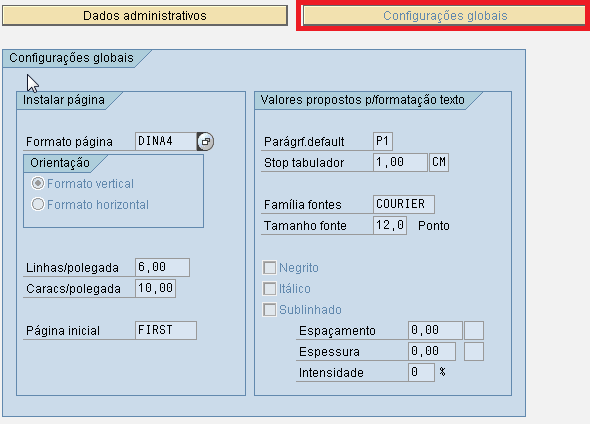 Dados administrativos
Configurações globais
Configurações globais
Instalar página
Formato página DINA4
Orientação
Formato vertical
Formato horizontal
Linhas/polegada 6,00
Caracs/polegada 10,00
Página inicial FIRST
Valores propostos p/formatação texto
Parágrf.default P1
Stop tabulador 1,00 CM
Família fontes COURIER
Tamanho fonte 12,0 Ponto
Negrito
Itálico
Sublinhado
Espaçamento 0,00
Espessura 0,00
Intensidade 0 %